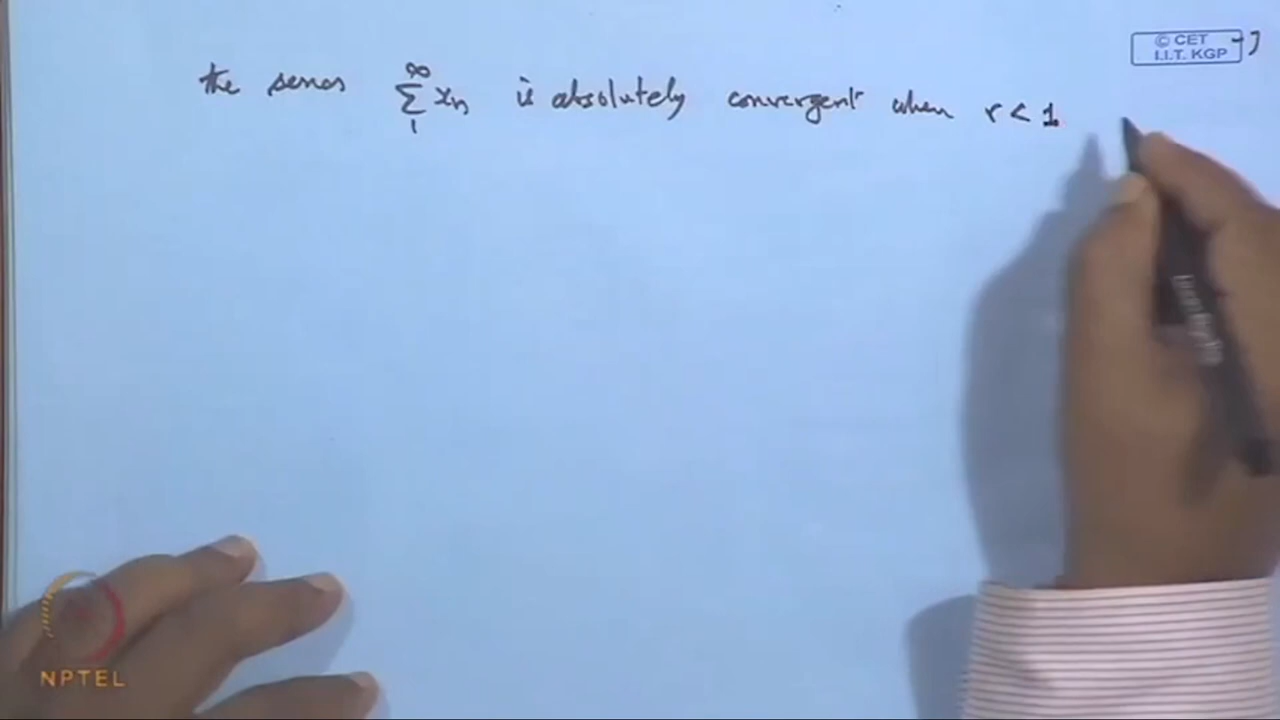 the series ∞∑1 xn is absolutely convergent when r < 1
© CET
I.I.T. KGP
NPTEL